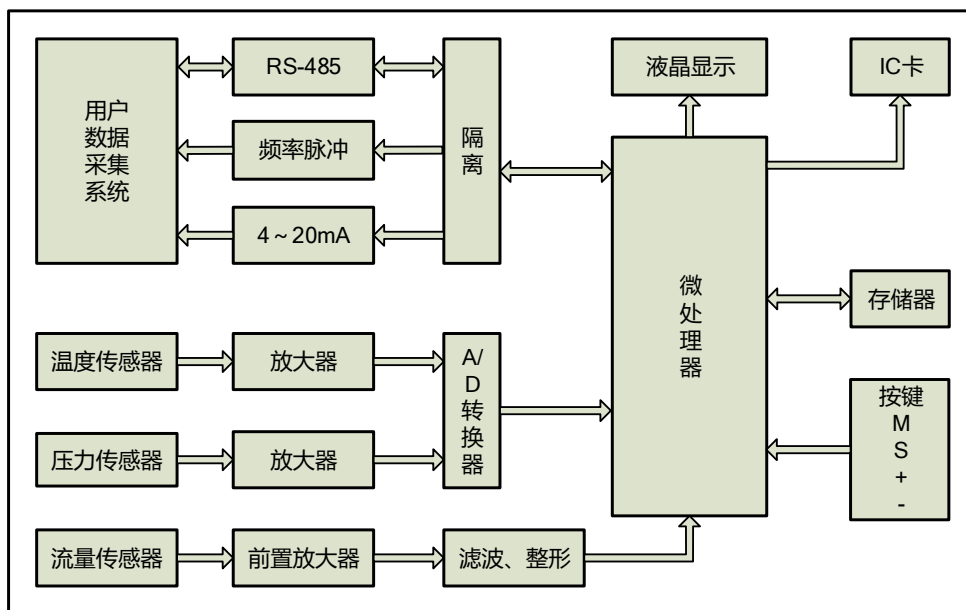 用户
数据
采集
系统
RS-485
频率脉冲
4～20mA
隔
离
液晶显示
IC卡
微
处
理
器
存储器
按键
M
S
+
-
温度传感器
放大器
A/
D
转
换
器
压力传感器
放大器
流量传感器
前置放大器
滤波、整形